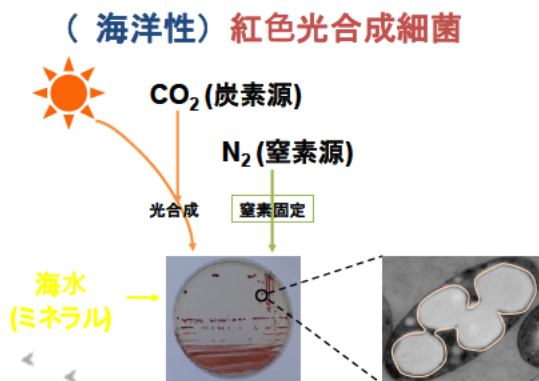 ( 海洋性) 紅色光合成細菌
CO₂ (炭素源)
N₂ (窒素源)
光合成
窒素固定
海水
(ミネラル)